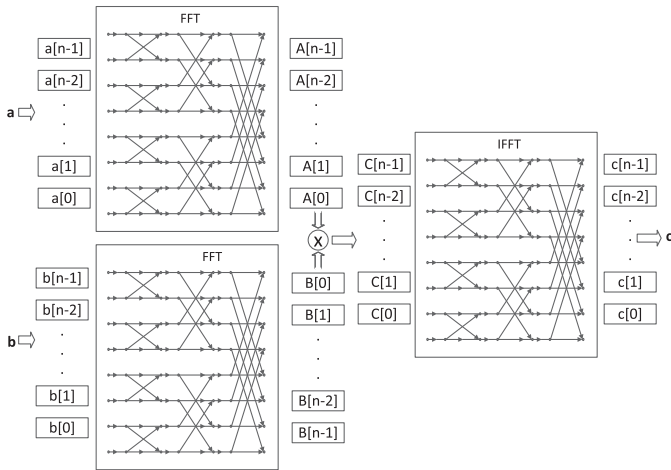 FFT
a[n-1]
a[n-2]
.
.
.
a[1]
a[0]
a
A[n-1]
A[n-2]
.
.
.
A[1]
A[0]
X
FFT
b[n-1]
b[n-2]
.
.
.
b[1]
b[0]
b
B[0]
B[1]
.
.
.
B[n-2]
B[n-1]
C[n-1]
C[n-2]
.
.
.
C[1]
C[0]
IFFT
c[n-1]
c[n-2]
.
.
.
c[1]
c[0]
c